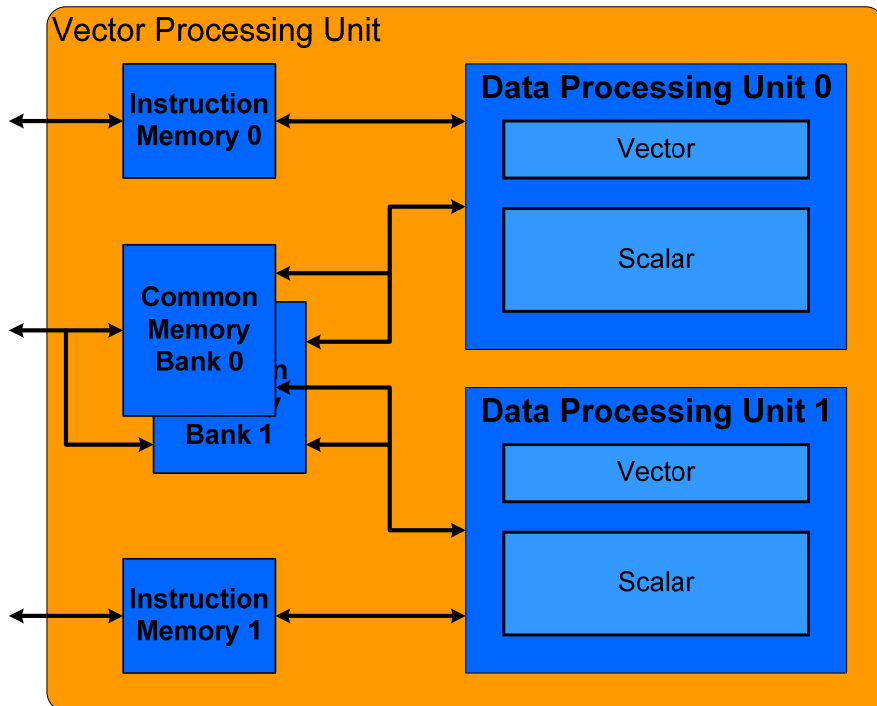 Vector Processing Unit
Instruction
Memory 0
Data Processing Unit 0
Vector
Scalar
Common
Memory
Bank 0
Bank 1
Data Processing Unit 1
Vector
Scalar
Instruction
Memory 1